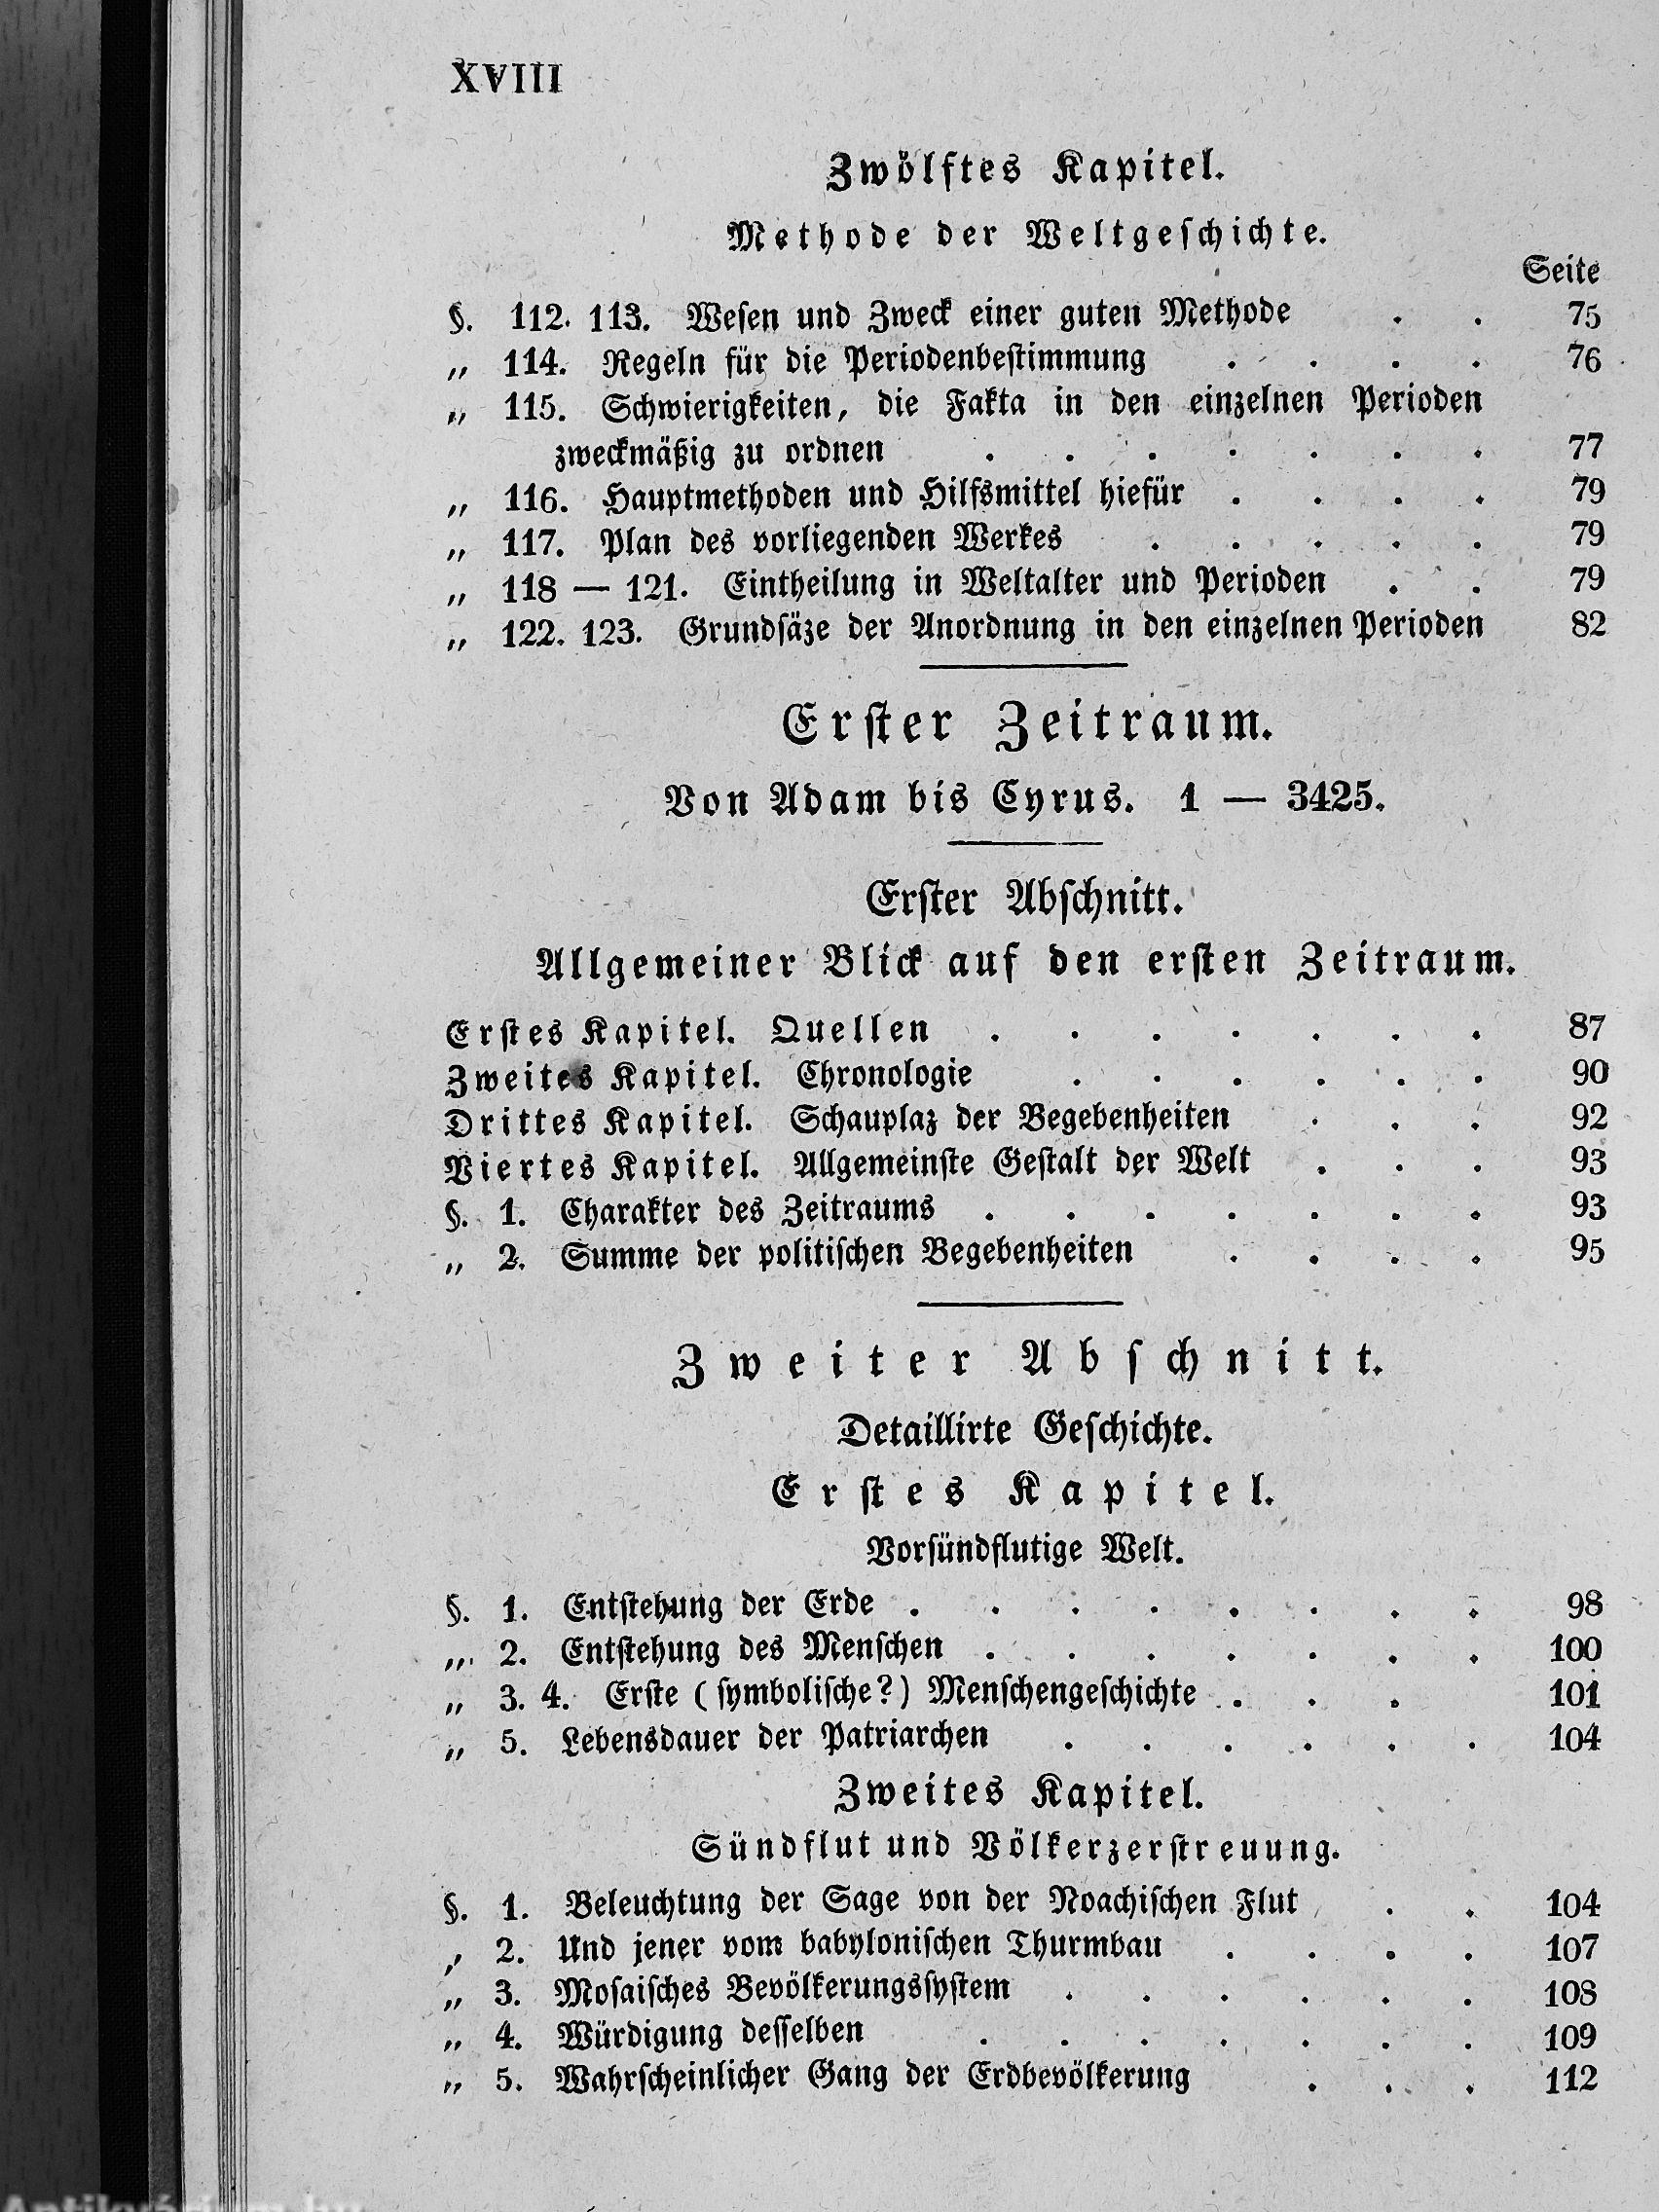 XVIII
Zwölftes Kapitel.
Methode der Weltgeſchichte.
Seite
§. 112. 113. Weſen und Zweck einer guten Methode . . 75
„ 114. Regeln für die Periodenbeſtimmung . . . . 76
„ 115. Schwierigkeiten, die Fakta in den einzelnen Perioden
zweckmäßig zu ordnen . . . . . . . 77
„ 116. Hauptmethoden und Hilfsmittel hiefür . . . . 79
„ 117. Plan des vorliegenden Werkes . . . . . 79
„ 118 — 121. Eintheilung in Weltalter und Perioden . . 79
„ 122. 123. Grundſäze der Anordnung in den einzelnen Perioden 82
Erſter Zeitraum.
Von Adam bis Cyrus. 1 — 3425.
Erſter Abſchnitt.
Allgemeiner Blick auf den erſten Zeitraum.
Erſtes Kapitel. Quellen . . . . . . . 87
Zweites Kapitel. Chronologie . . . . . . 90
Drittes Kapitel. Schauplaz der Begebenheiten . . . 92
Viertes Kapitel. Allgemeinſte Geſtalt der Welt . . . 93
§. 1. Charakter des Zeitraums . . . . . . . 93
„ 2. Summe der politiſchen Begebenheiten . . . . 95
Zweiter Abſchnitt.
Detaillirte Geſchichte.
Erſtes Kapitel.
Vorſündflutige Welt.
§. 1. Entſtehung der Erde . . . . . . . . 98
„ 2. Entſtehung des Menſchen . . . . . . . 100
„ 3. 4. Erſte (ſymboliſche?) Menſchengeſchichte . . . 101
„ 5. Lebensdauer der Patriarchen . . . . . . 104
Zweites Kapitel.
Sündflut und Völkerzerſtreuung.
§. 1. Beleuchtung der Sage von der Noachiſchen Flut . . 104
„ 2. Und jener vom babyloniſchen Thurmbau . . . . 107
„ 3. Moſaiſches Bevölkerungsſyſtem . . . . . . 108
„ 4. Würdigung deſſelben . . . . . . . 109
„ 5. Wahrſcheinlicher Gang der Erdbevölkerung . . . 112